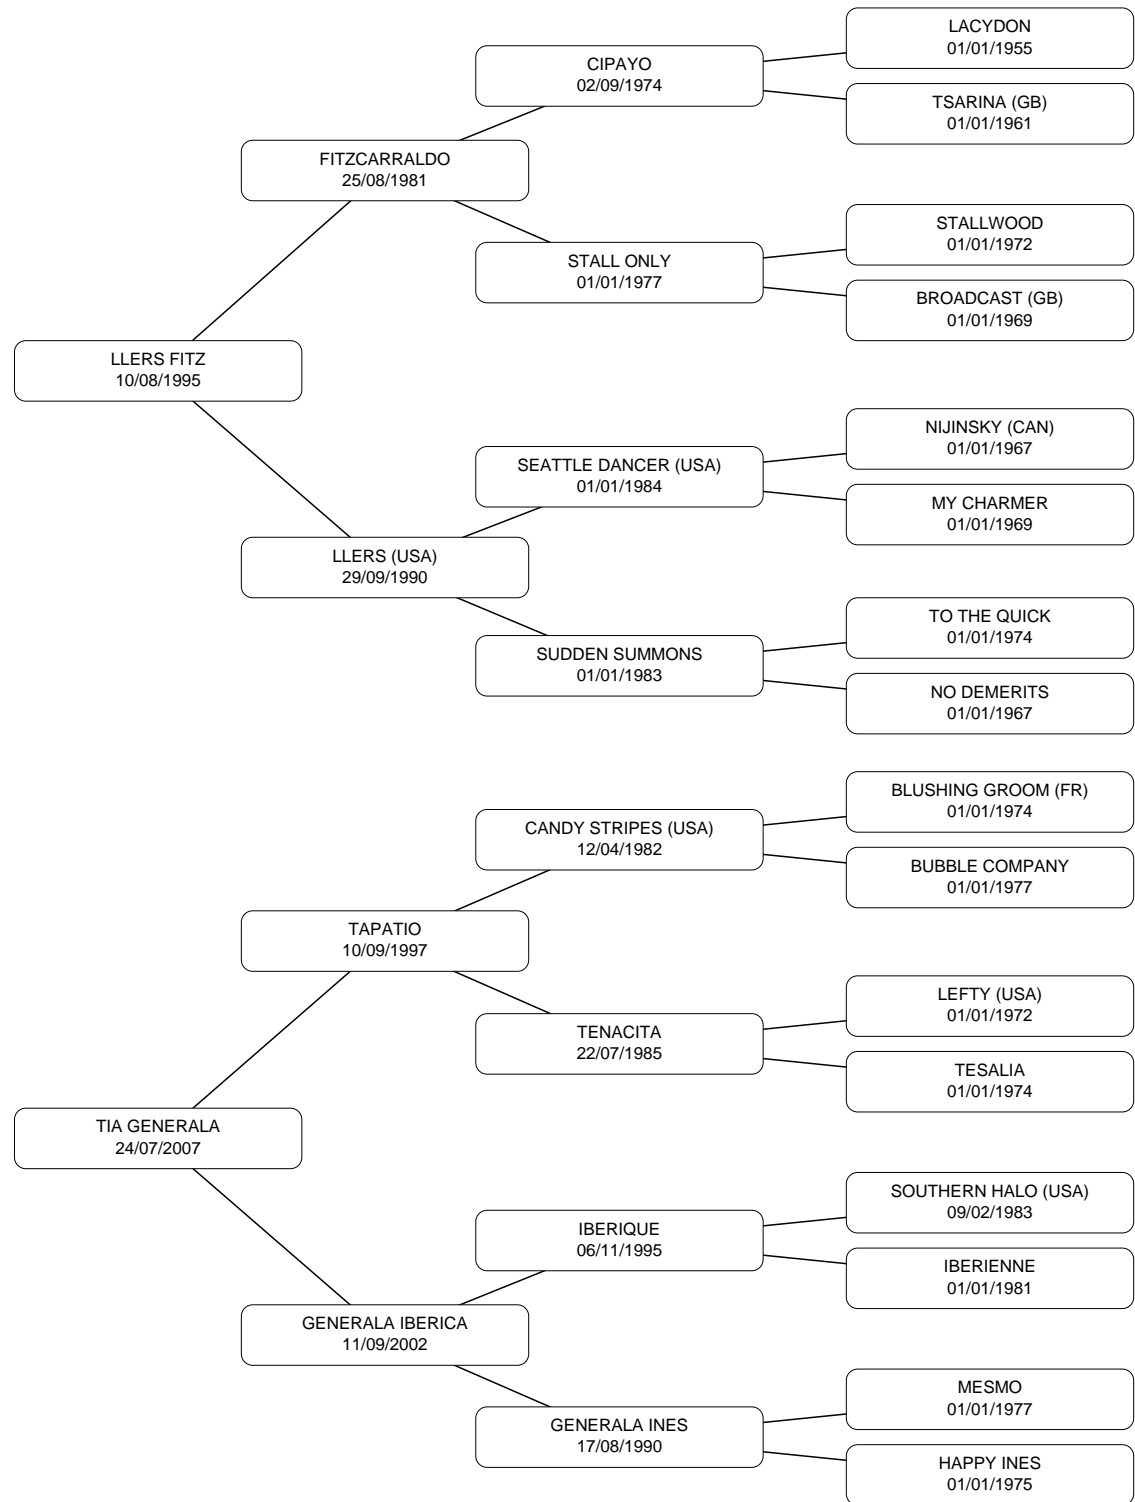 LACYDON
01/01/1955
CIPAYO
02/09/1974
TSARINA (GB)
01/01/1961
FITZCARRALDO
25/08/1981
STALLWOOD
01/01/1972
STALL ONLY
01/01/1977
BROADCAST (GB)
01/01/1969
LLERS FITZ
10/08/1995
NIJINSKY (CAN)
01/01/1967
SEATTLE DANCER (USA)
01/01/1984
MY CHARMER
01/01/1969
LLERS (USA)
29/09/1990
TO THE QUICK
01/01/1974
SUDDEN SUMMONS
01/01/1983
NO DEMERITS
01/01/1967
BLUSHING GROOM (FR)
01/01/1974
CANDY STRIPES (USA)
12/04/1982
BUBBLE COMPANY
01/01/1977
TAPATIO
10/09/1997
LEFTY (USA)
01/01/1972
TENACITA
22/07/1985
TESALIA
01/01/1974
TIA GENERALA
24/07/2007
SOUTHERN HALO (USA)
09/02/1983
IBERIQUE
06/11/1995
IBERIENNE
01/01/1981
GENERALA IBERICA
11/09/2002
MESMO
01/01/1977
GENERALA INES
17/08/1990
HAPPY INES
01/01/1975